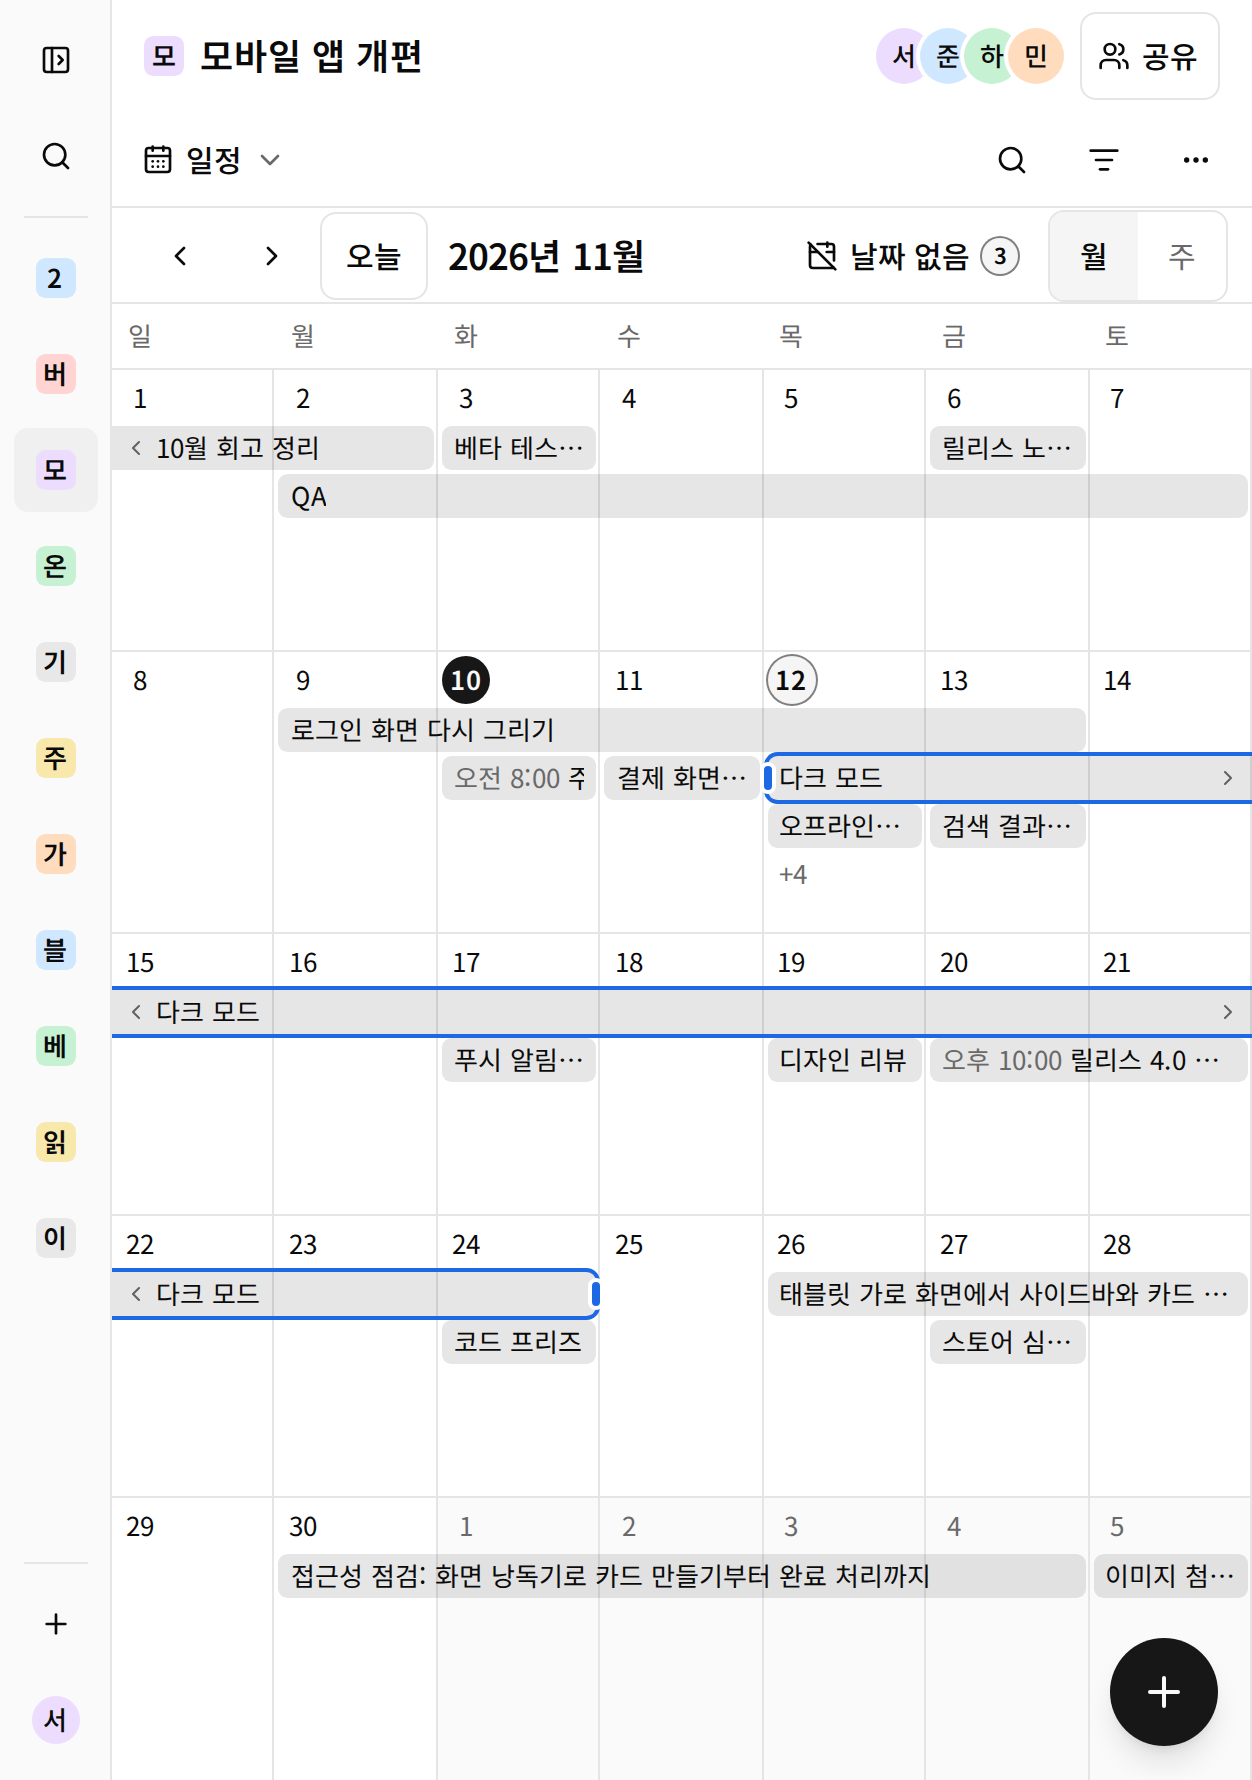 모 모바일 앱 개편
서 준 하 민 공유
일정
오늘 2026년 11월 날짜 없음 3 월 주
2
버
모
온
기
주
가
블
베
읽
이
서
일 월 화 수 목 금 토
1 2 3 4 5 6 7
10월 회고 정리 베타 테스… 릴리스 노…
QA
8 9 10 11 12 13 14
로그인 화면 다시 그리기
오전 8:00 결제 화면… 다크 모드
오프라인… 검색 결과…
+4
15 16 17 18 19 20 21
다크 모드
푸시 알림… 디자인 리뷰 오후 10:00 릴리스 4.0 …
22 23 24 25 26 27 28
다크 모드 태블릿 가로 화면에서 사이드바와 카드 …
코드 프리즈 스토어 심…
29 30 1 2 3 4 5
접근성 점검: 화면 낭독기로 카드 만들기부터 완료 처리까지 이미지 첨…